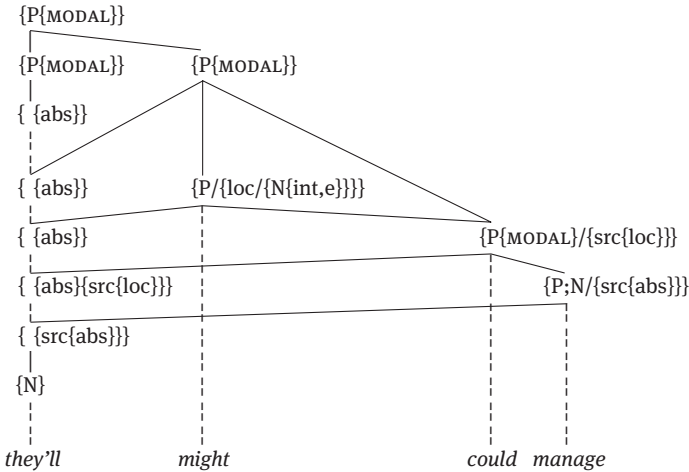 {P{MODAL}}
{P{MODAL}} {P{MODAL}}
{ {abs}}
{ {abs}} {P/{loc/{N{int,e}}}}
{ {abs}} {P{MODAL}/{src{loc}}}
{ {abs}{src{loc}}} {P;N/{src{abs}}}
{ {src{abs}}}
{N}
they'll might could manage